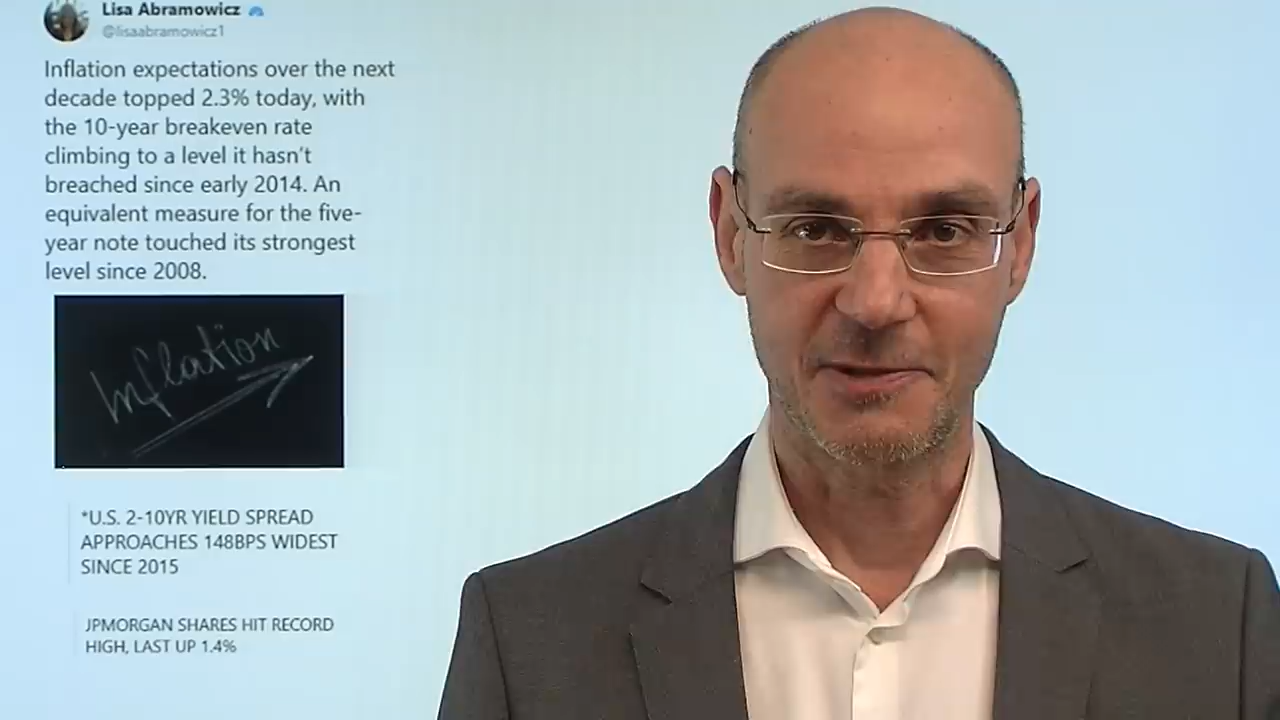 Lisa Abramowicz
@lisaabramowicz1
Inflation expectations over the next
decade topped 2.3% today, with
the 10-year breakeven rate
climbing to a level it hasn't
breached since early 2014. An
equivalent measure for the five-
year note touched its strongest
level since 2008.
Inflation
*U.S. 2-10YR YIELD SPREAD
APPROACHES 148BPS WIDEST
SINCE 2015
JPMORGAN SHARES HIT RECORD
HIGH, LAST UP 1.4%